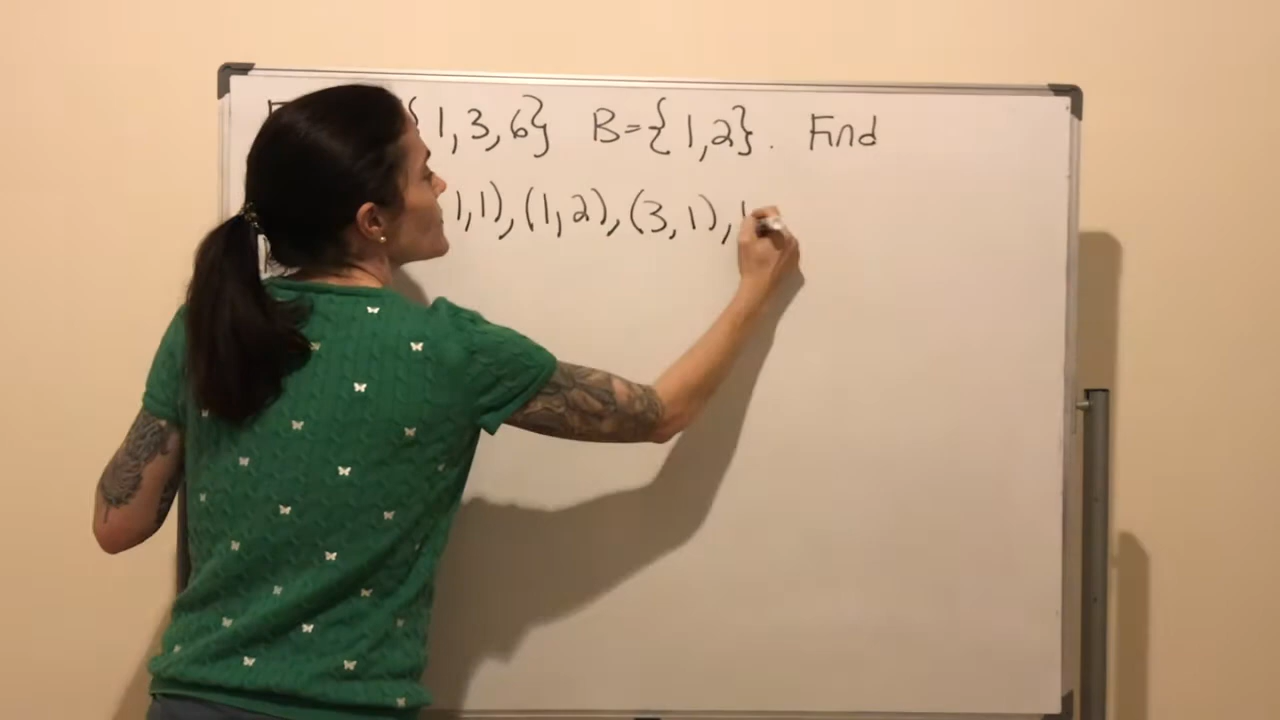 {1,3,6} B={1,2}. Find
1,1),(1,2),(3,1),